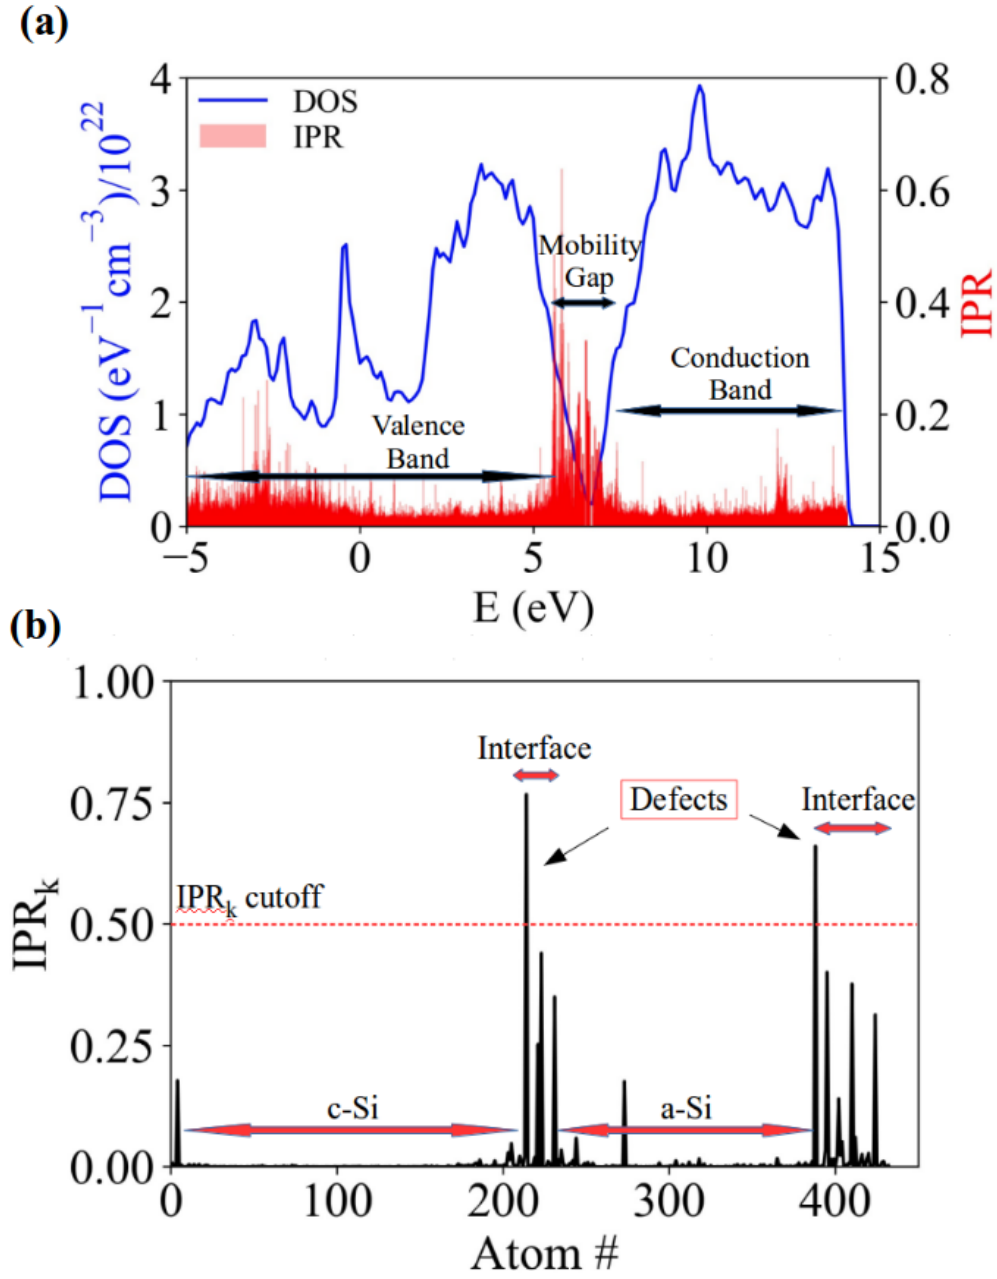 (a)
DOS (eV⁻¹ cm⁻³)/10²²
4
3
2
1
0
DOS
IPR
Mobility
Gap
Conduction
Band
Valence
Band
0.8
0.6
0.4
0.2
0.0
IPR
−5
0
5
10
15
E (eV)
(b)
IPRₖ
1.00
0.75
0.50
0.25
0.00
Interface
Defects
Interface
IPRₖ cutoff
c-Si
a-Si
0
100
200
300
400
Atom #